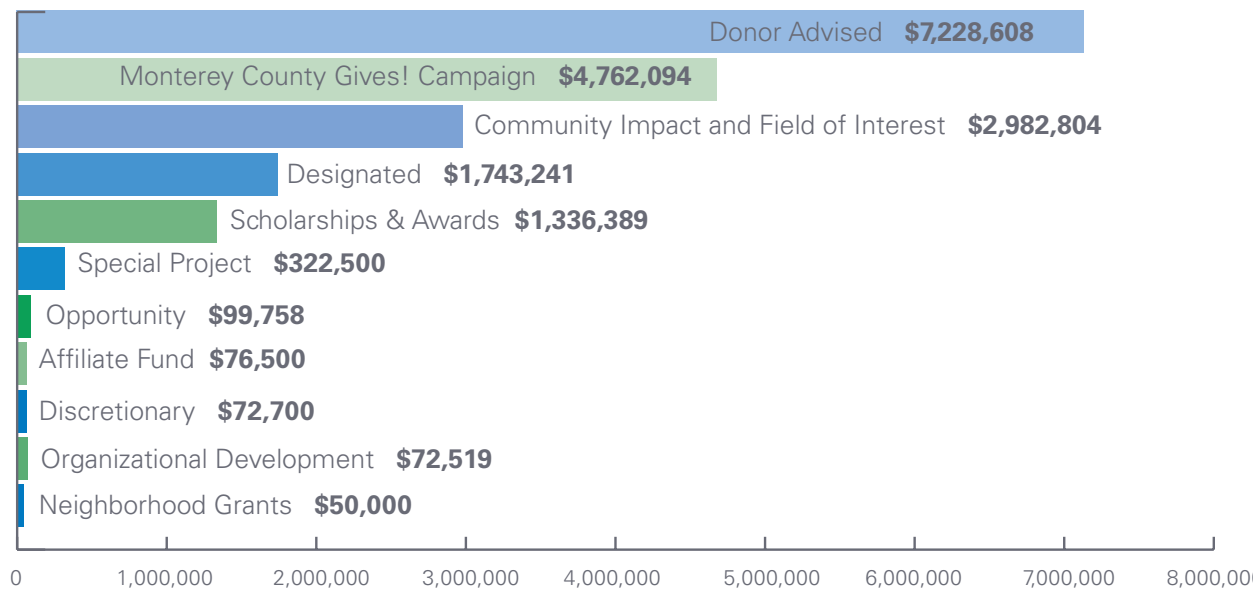 Donor Advised $7,228,608
Monterey County Gives! Campaign $4,762,094
Community Impact and Field of Interest $2,982,804
Designated $1,743,241
Scholarships & Awards $1,336,389
Special Project $322,500
Opportunity $99,758
Affiliate Fund $76,500
Discretionary $72,700
Organizational Development $72,519
Neighborhood Grants $50,000
0 1,000,000 2,000,000 3,000,000 4,000,000 5,000,000 6,000,000 7,000,000 8,000,00